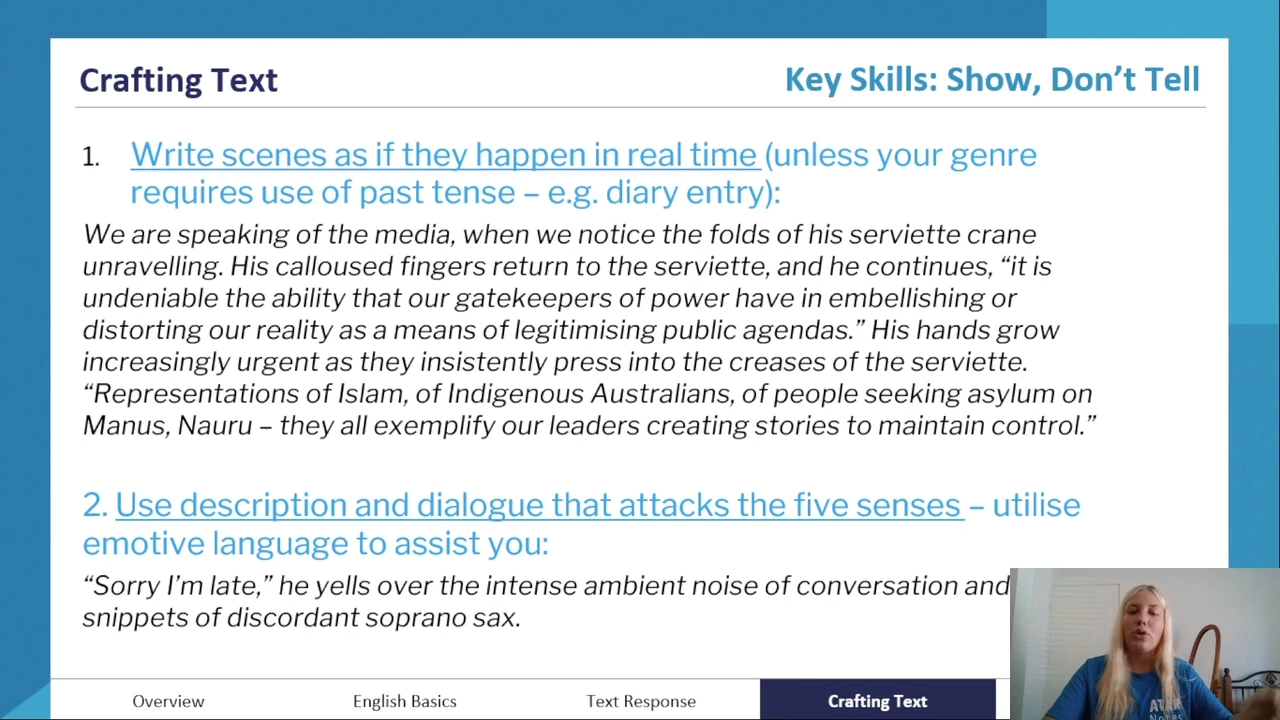 Crafting Text
Key Skills: Show, Don’t Tell
1. Write scenes as if they happen in real time (unless your genre
requires use of past tense – e.g. diary entry):
We are speaking of the media, when we notice the folds of his serviette crane
unravelling. His calloused fingers return to the serviette, and he continues, “it is
undeniable the ability that our gatekeepers of power have in embellishing or
distorting our reality as a means of legitimising public agendas.” His hands grow
increasingly urgent as they insistently press into the creases of the serviette.
“Representations of Islam, of Indigenous Australians, of people seeking asylum on
Manus, Nauru – they all exemplify our leaders creating stories to maintain control.”
2. Use description and dialogue that attacks the five senses – utilise
emotive language to assist you:
“Sorry I’m late,” he yells over the intense ambient noise of conversation and
snippets of discordant soprano sax.
Overview
English Basics
Text Response
Crafting Text
ATAR
Notes